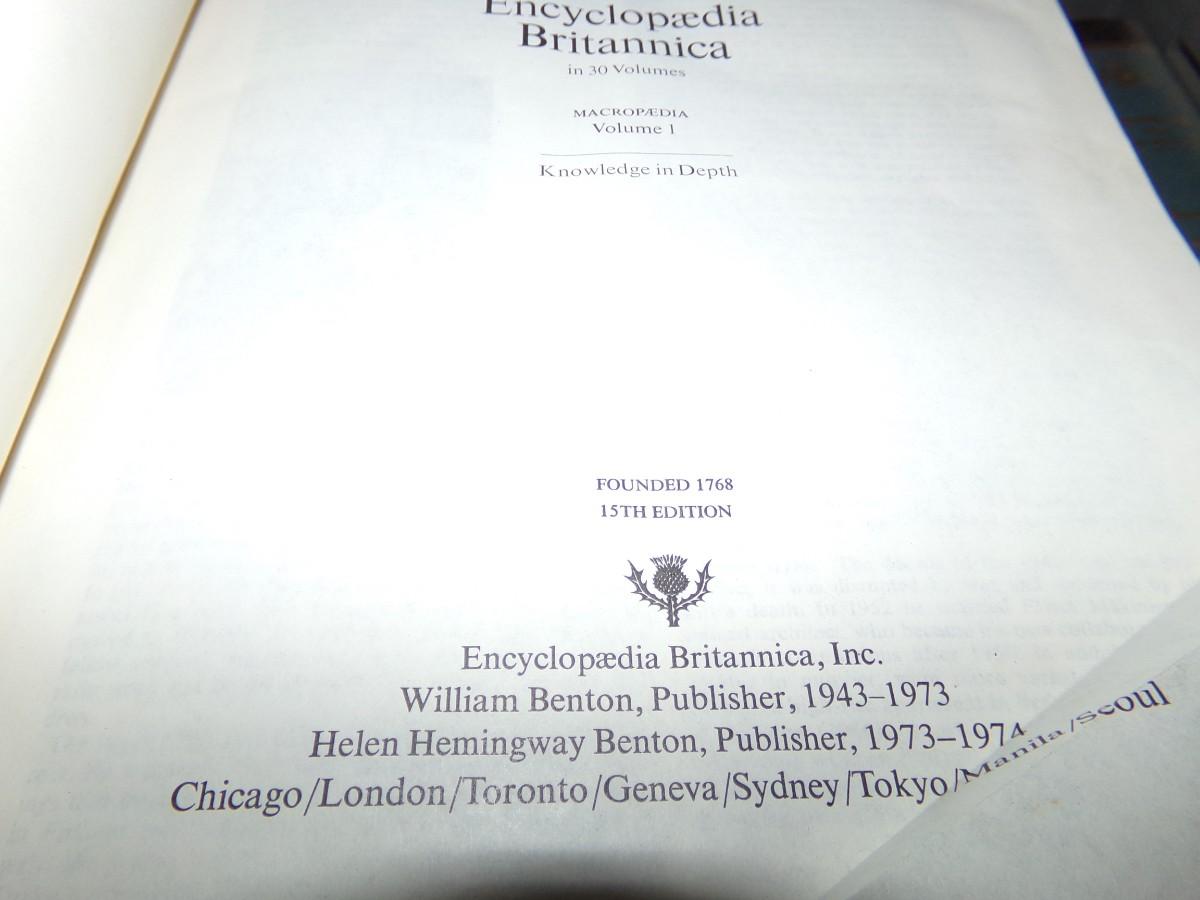 Encyclopædia
Britannica
in 30 Volumes
MACROPÆDIA
Volume 1
Knowledge in Depth
FOUNDED 1768
15TH EDITION
Encyclopædia Britannica, Inc.
William Benton, Publisher, 1943–1973
Helen Hemingway Benton, Publisher, 1973–1974
Chicago/London/Toronto/Geneva/Sydney/Tokyo/Manila/Seoul